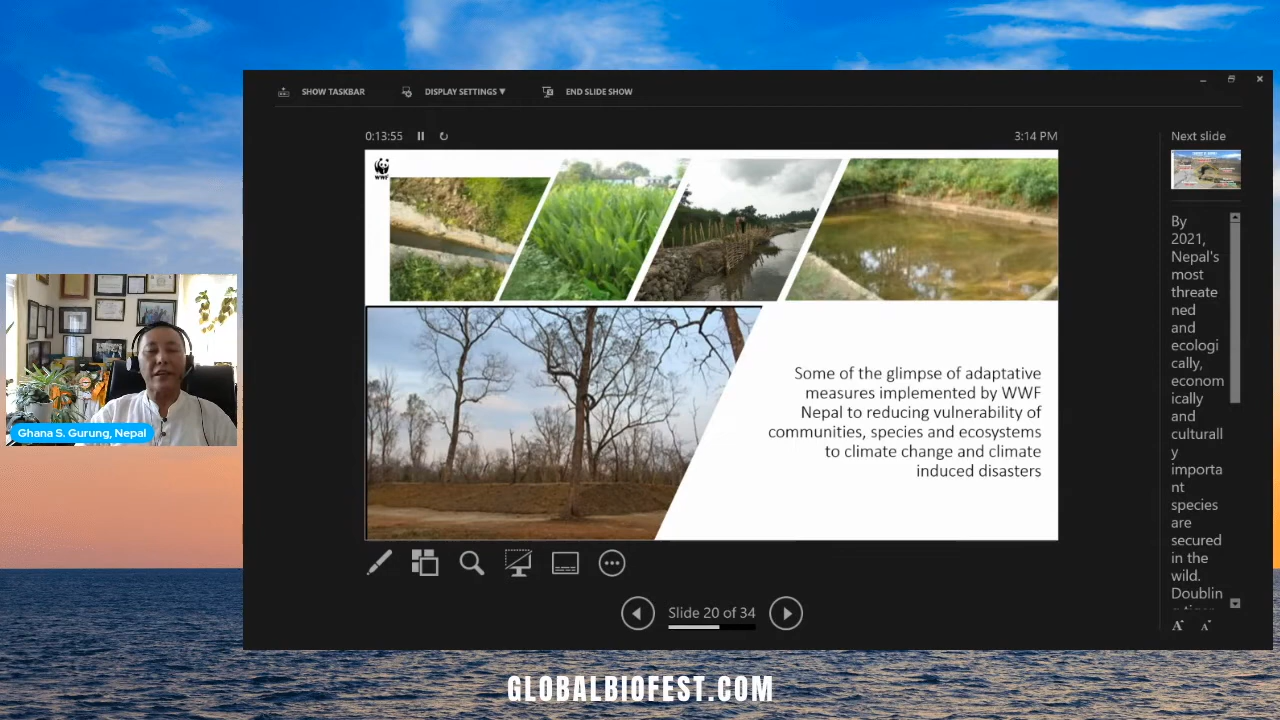 SHOW TASKBAR
DISPLAY SETTINGS ▼
END SLIDE SHOW
0:13:55
3:14 PM
Next slide
WWF
Some of the glimpse of adaptative
measures implemented by WWF
Nepal to reducing vulnerability of
communities, species and ecosystems
to climate change and climate
induced disasters
By
2021,
Nepal's
most
threate
ned
and
ecologi
cally,
econom
ically
and
culturall
y
importa
nt
species
are
secured
in the
wild.
Doublin
Ghana S. Gurung, Nepal
Slide 20 of 34
A A
GLOBALBIOFEST.COM